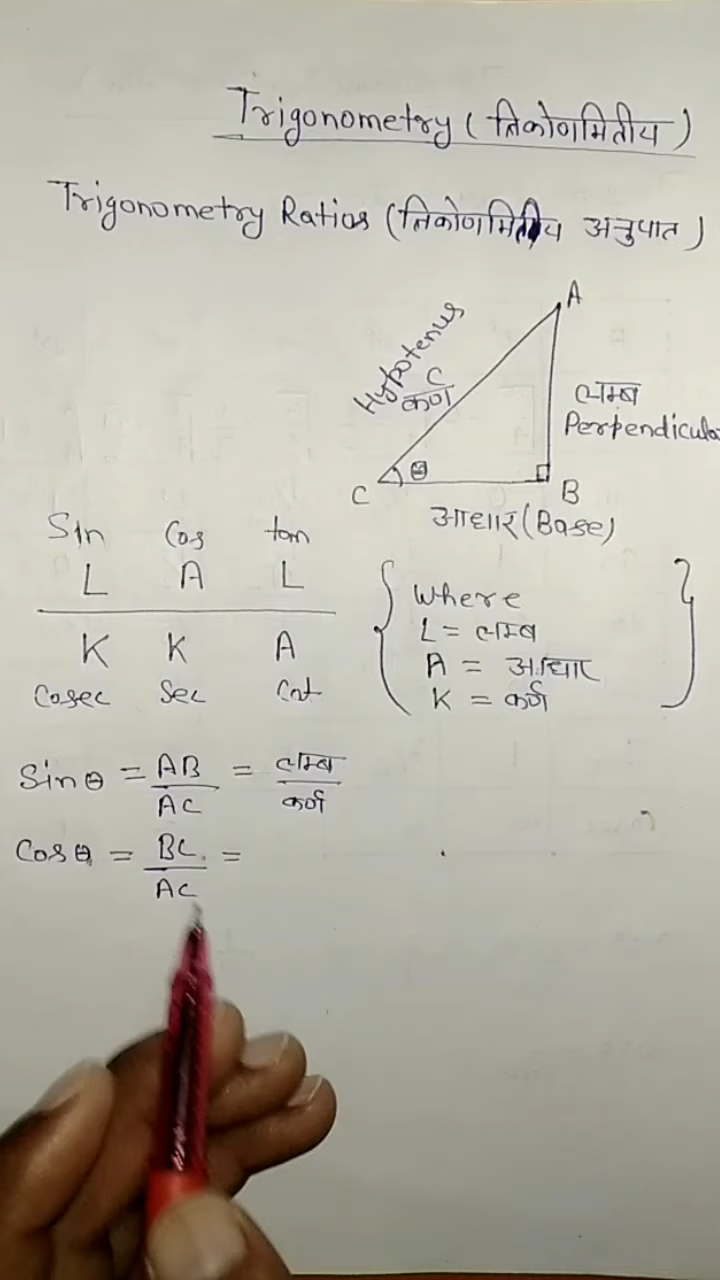 Trigonometry (त्रिकोणमितीय)
Trigonometry Ratios (त्रिकोणमितीय अनुपात)
A
Hypotenus
C
कर्ण
लम्ब
Perpendicula
C
θ
B
आधार (Base)
Sin Cos tan
L A L
K K A
Cosec Sec Cot
{ Where }
L = लम्ब
A = आधार
K = कर्ण
Sinθ = AB = लम्ब
AC कर्ण
Cosθ = BC =
AC